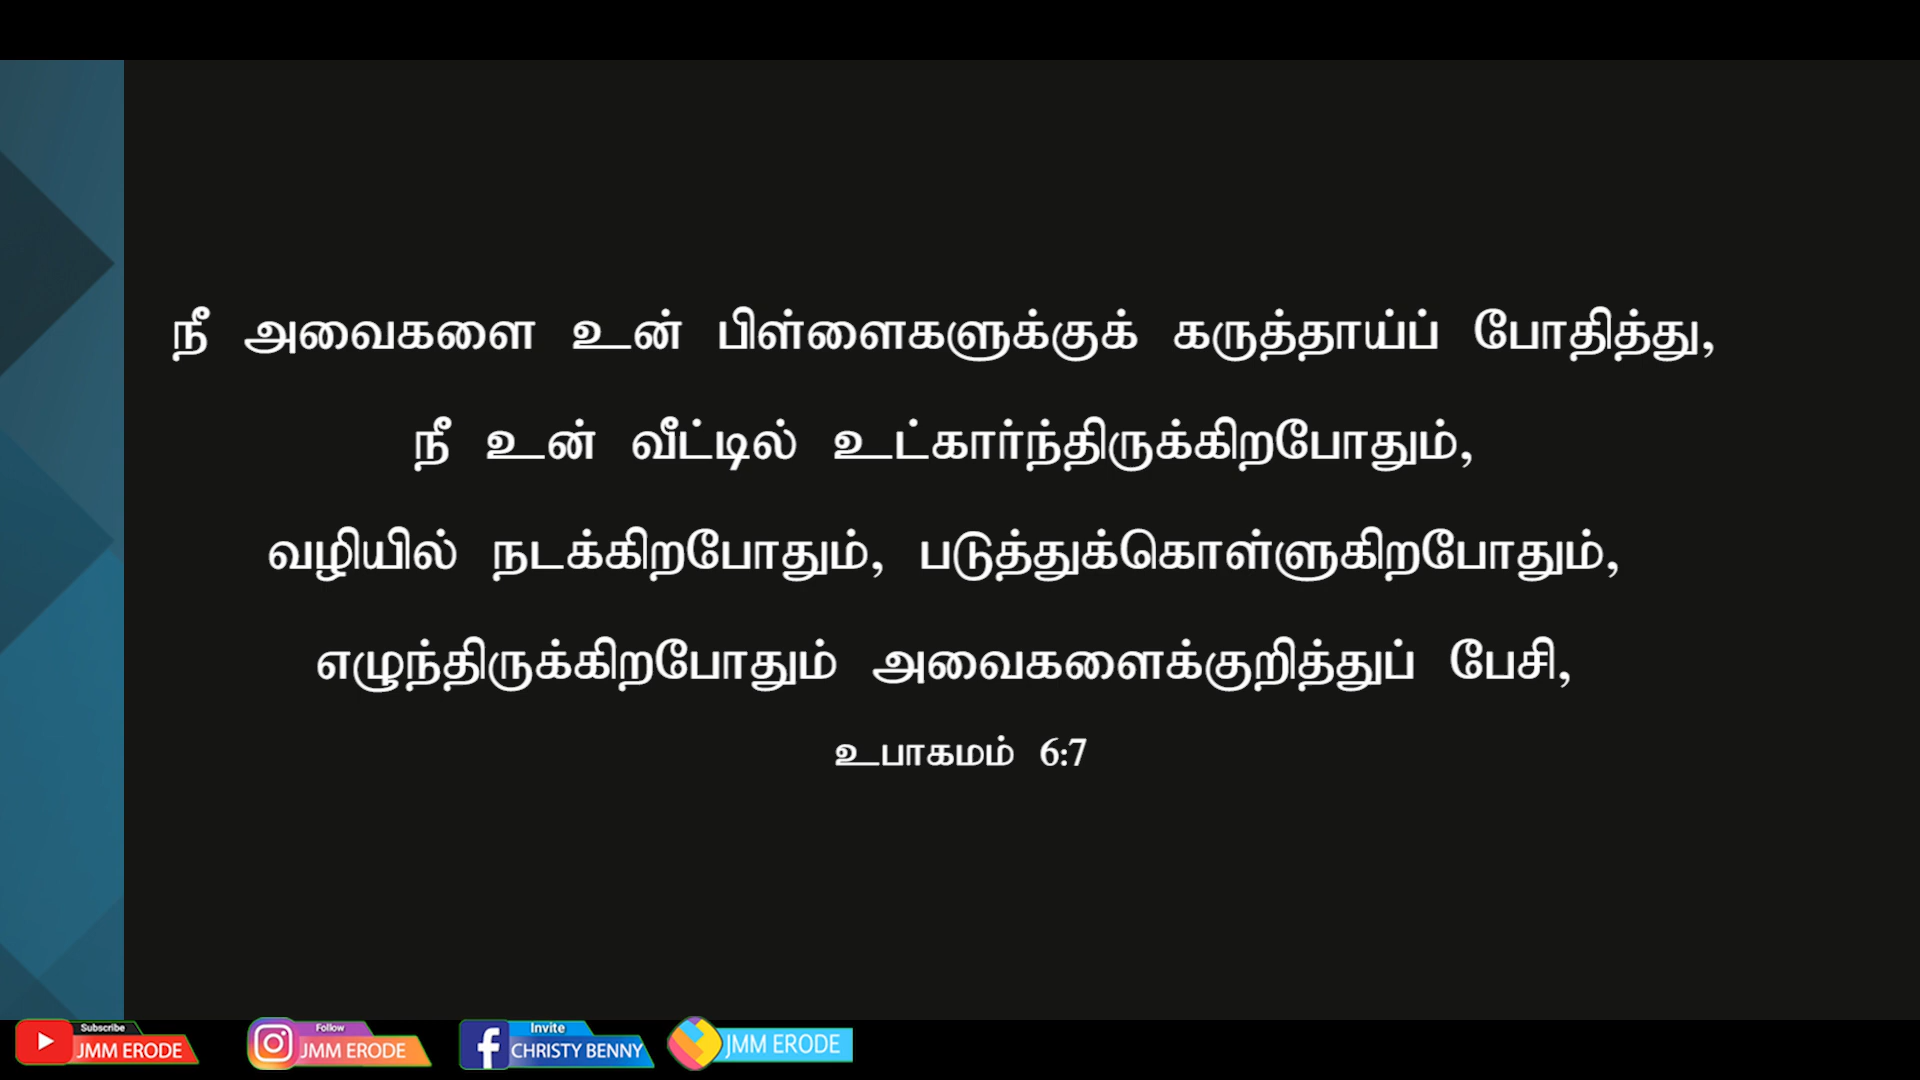 நீ அவைகளை உன் பிள்ளைகளுக்குக் கருத்தாய்ப் போதித்து,
நீ உன் வீட்டில் உட்கார்ந்திருக்கிறபோதும்,
வழியில் நடக்கிறபோதும், படுத்துக்கொள்ளுகிறபோதும்,
எழுந்திருக்கிறபோதும் அவைகளைக்குறித்துப் பேசி,
உபாகமம் 6:7
Subscribe
JMM ERODE
Follow
JMM ERODE
Invite
CHRISTY BENNY
JMM ERODE